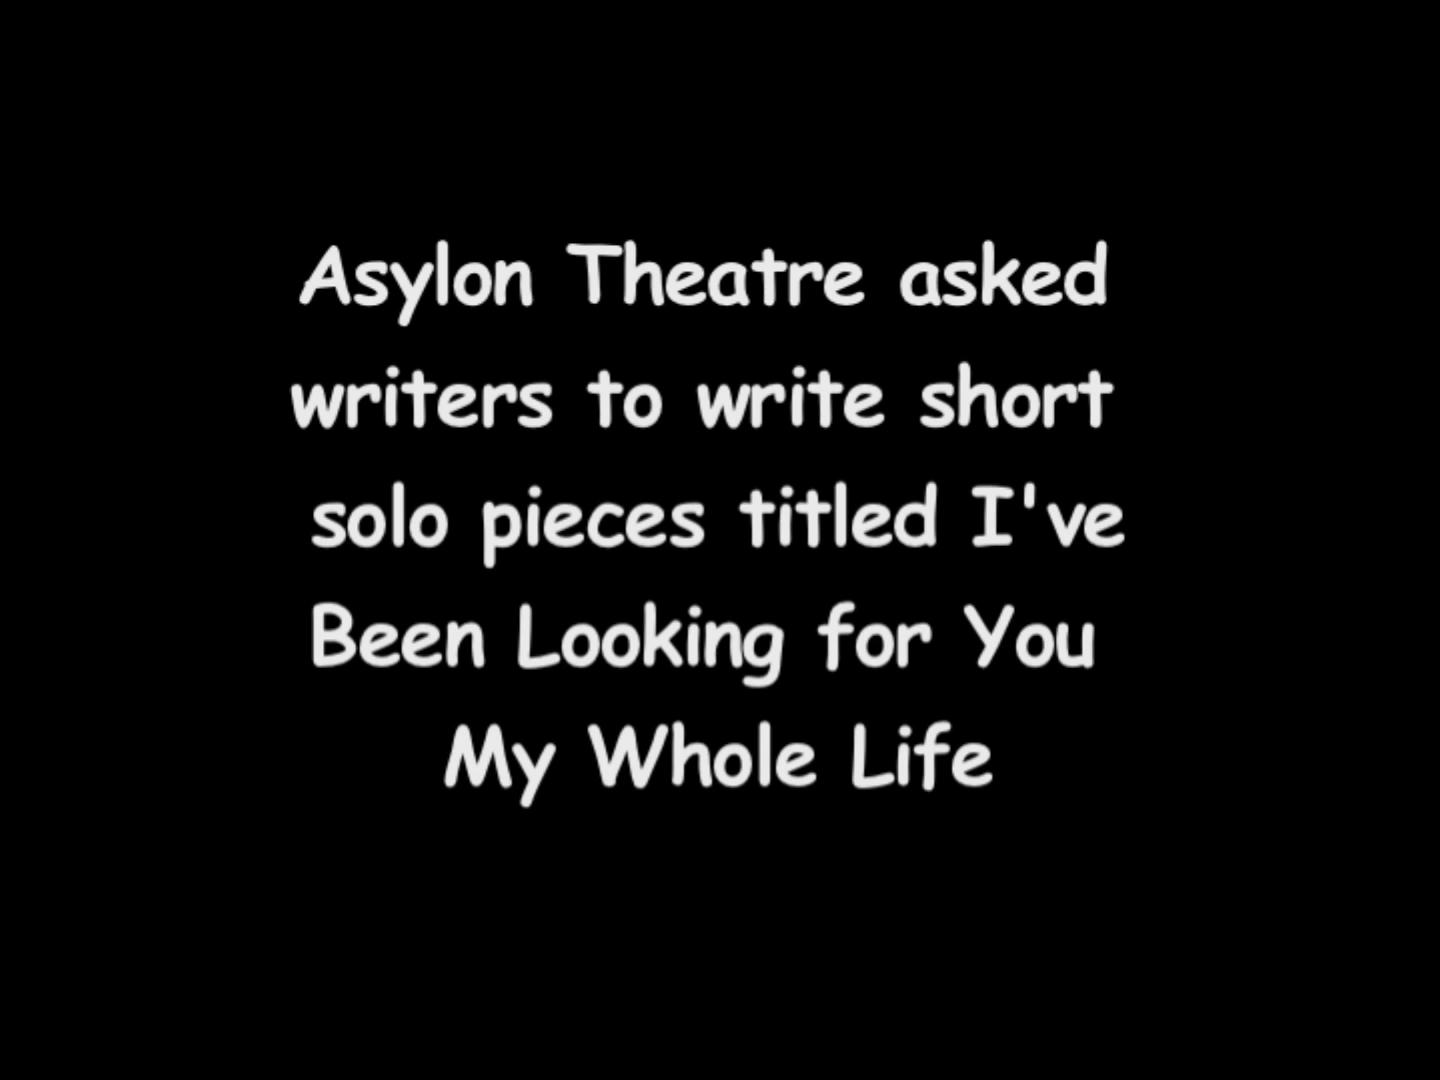 Asylon Theatre asked
writers to write short
solo pieces titled I've
Been Looking for You
My Whole Life